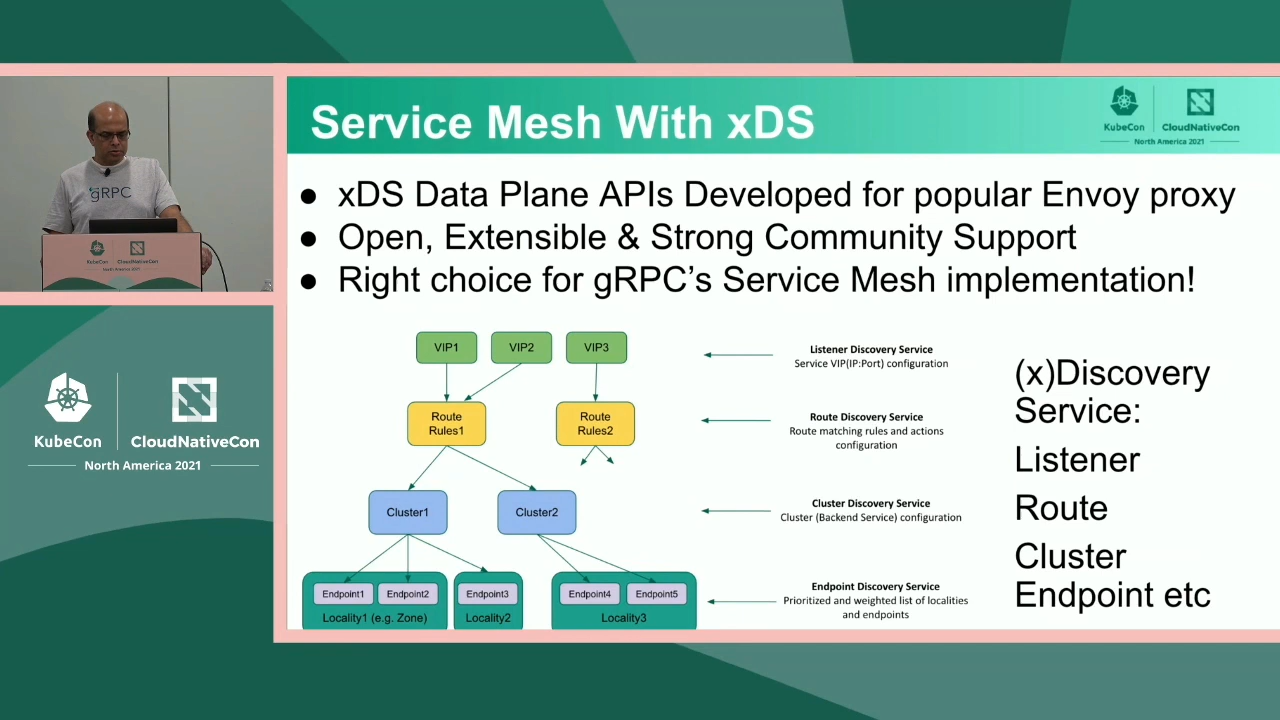 Service Mesh With xDS
KubeCon
CloudNativeCon
North America 2021
● xDS Data Plane APIs Developed for popular Envoy proxy
● Open, Extensible & Strong Community Support
● Right choice for gRPC's Service Mesh implementation!
gRPC
KubeCon
CloudNativeCon
North America 2021
VIP1
VIP2
VIP3
Listener Discovery Service
Service VIP(IP:Port) configuration
Route
Rules1
Route
Rules2
Route Discovery Service
Route matching rules and actions
configuration
Cluster1
Cluster2
Cluster Discovery Service
Cluster (Backend Service) configuration
Endpoint1
Endpoint2
Endpoint3
Endpoint4
Endpoint5
Locality1 (e.g. Zone)
Locality2
Locality3
Endpoint Discovery Service
Prioritized and weighted list of localities
and endpoints
(x)Discovery
Service:
Listener
Route
Cluster
Endpoint etc
KubeCon
CloudNativeCon
North America 2021